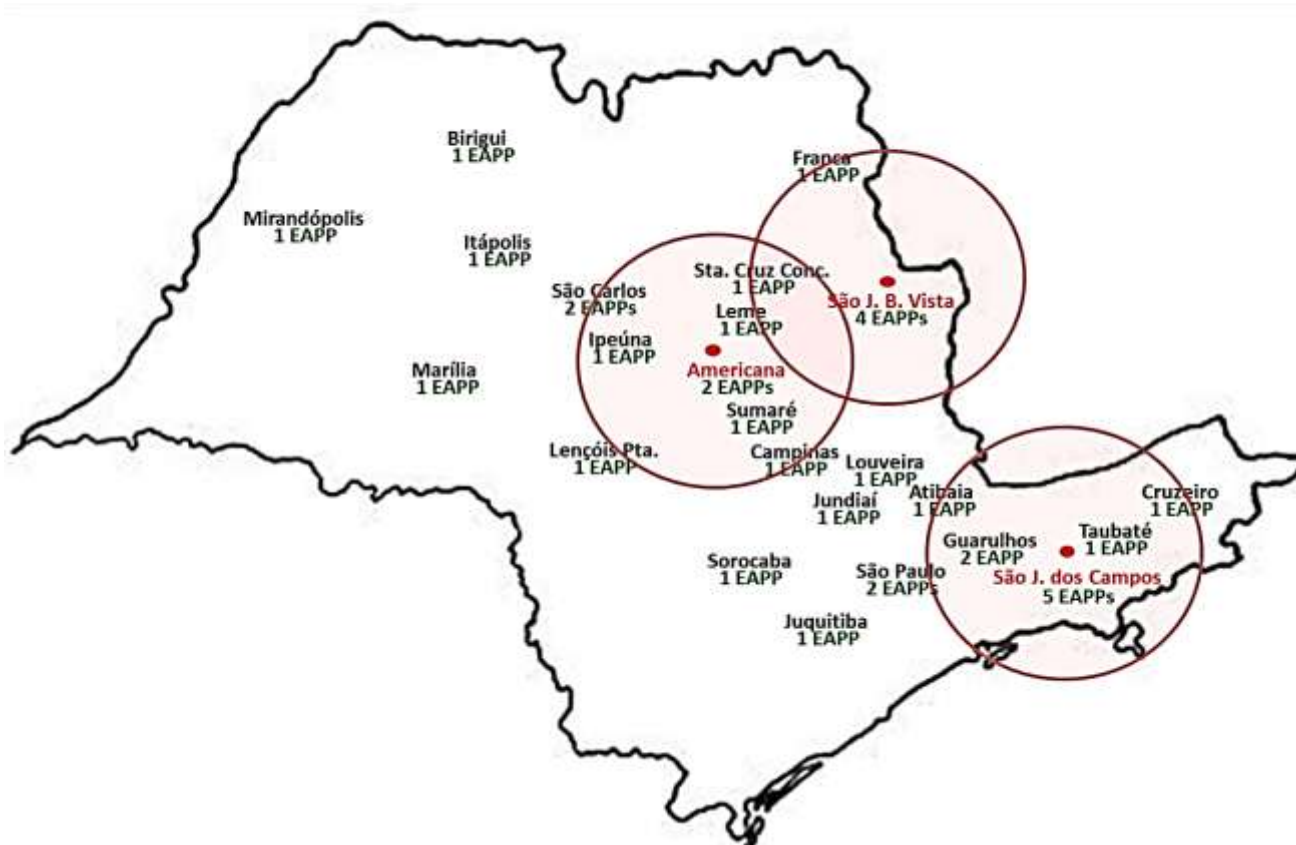 Birigui
1 EAPP
Franca
1 EAPP
Mirandópolis
1 EAPP
Itápolis
1 EAPP
Sta. Cruz Conc.
1 EAPP
São Carlos
2 EAPPs
São J. B. Vista
4 EAPPs
Leme
1 EAPP
Ipeúna
1 EAPP
Marília
1 EAPP
Americana
2 EAPPs
Sumaré
1 EAPP
Lençóis Pta.
1 EAPP
Campinas
1 EAPP
Louveira
1 EAPP
Jundiaí
1 EAPP
Atibaia
1 EAPP
Cruzeiro
1 EAPP
Guarulhos
2 EAPP
Taubaté
1 EAPP
Sorocaba
1 EAPP
São Paulo
2 EAPPs
São J. dos Campos
5 EAPPs
Juquitiba
1 EAPP